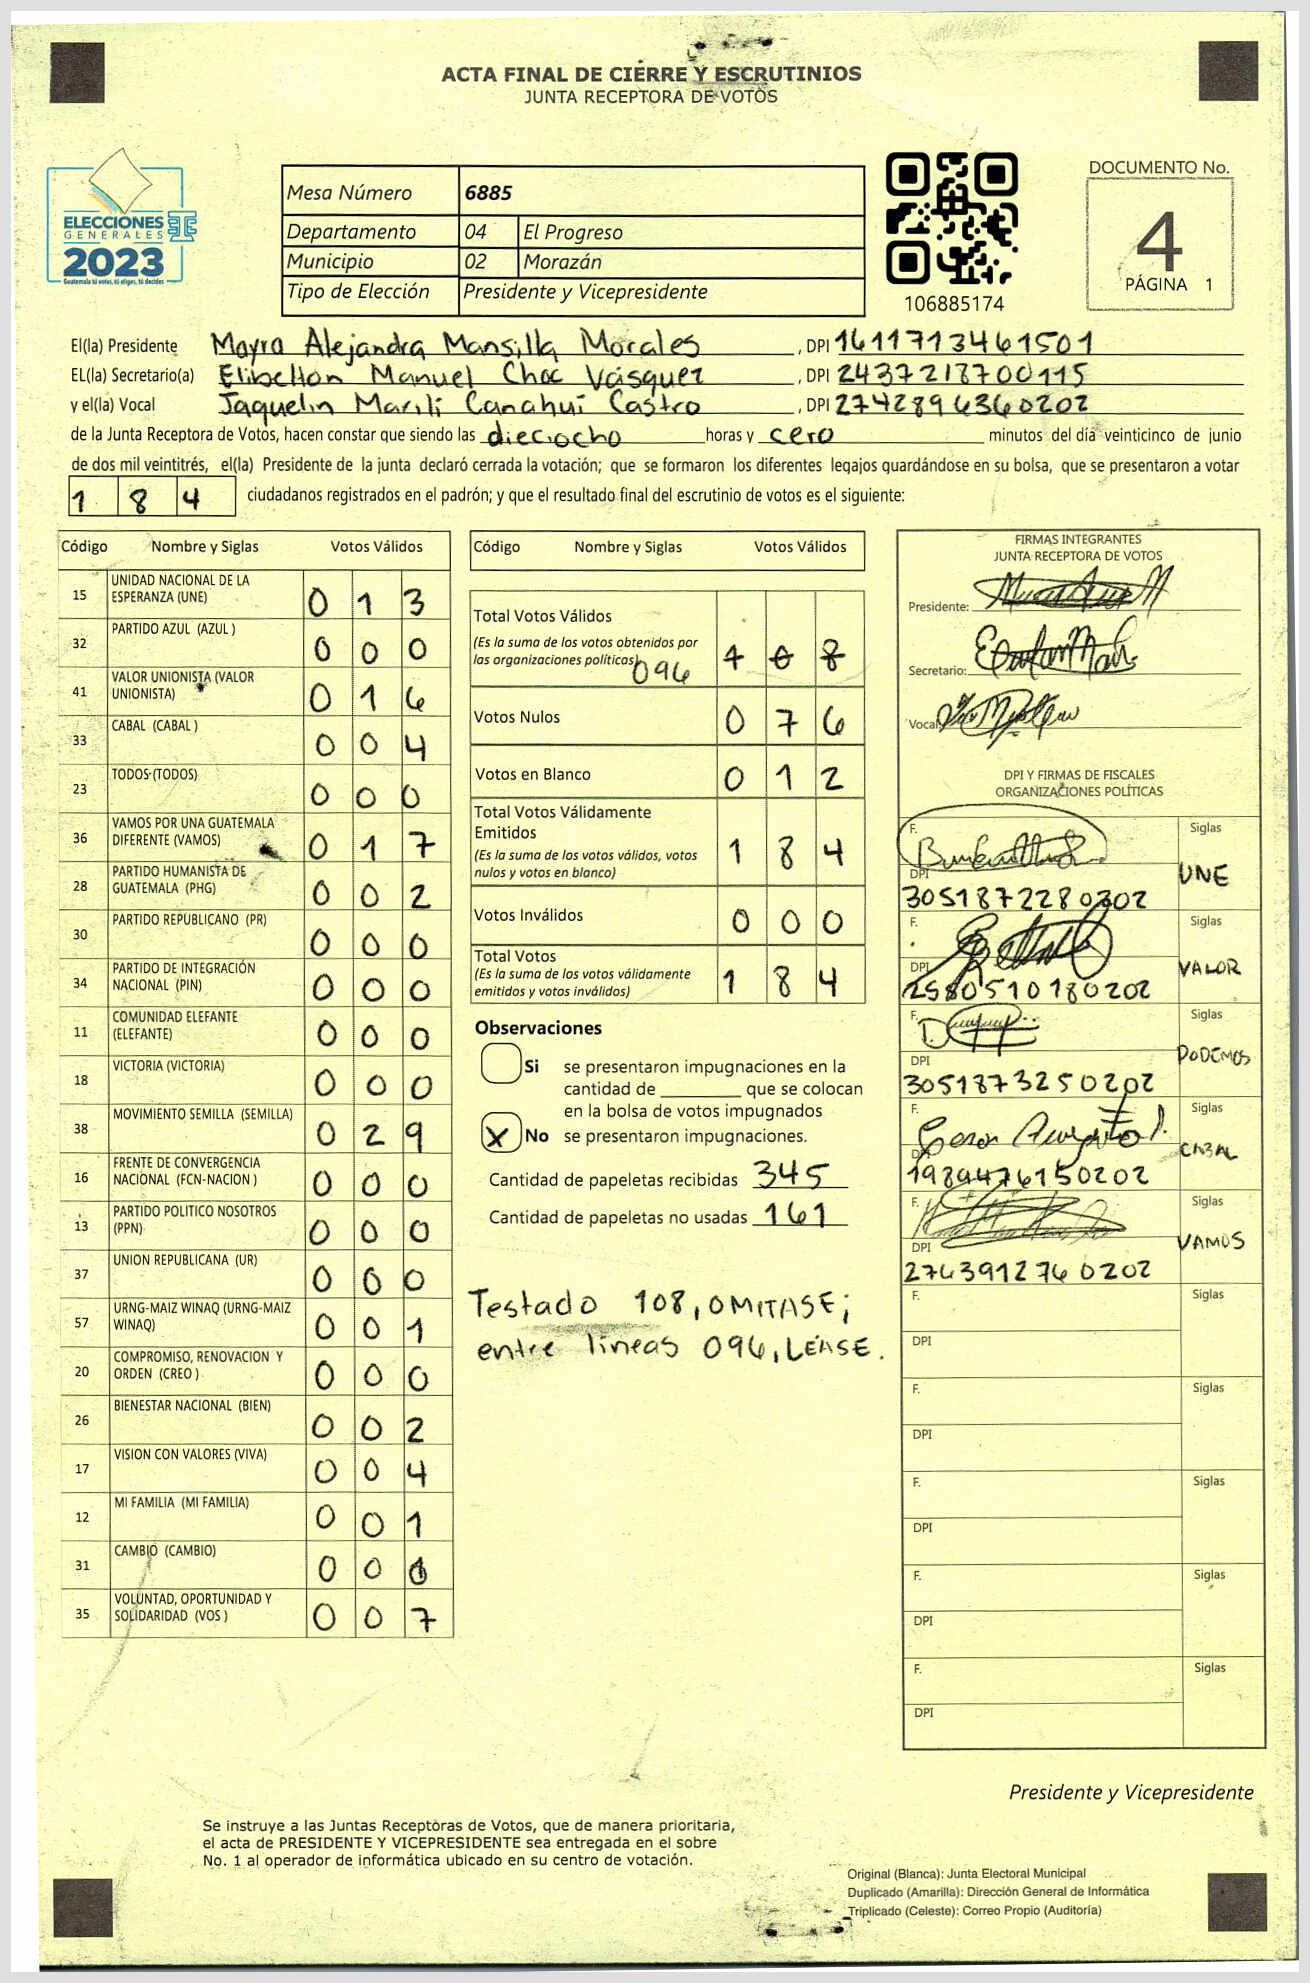 ACTA FINAL DE CIERRE Y ESCRUTINIOS
JUNTA RECEPTORA DE VOTOS
ELECCIONES
GENERALES
2023
Guatemala tú votas, tú eliges, tú decides
Mesa Número 6885
Departamento 04 El Progreso
Municipio 02 Morazán
Tipo de Elección Presidente y Vicepresidente
106885174
DOCUMENTO No.
4
PÁGINA 1
El(la) Presidente Mayra Alejandra Mansilla Morales, DPI 1611713461501
EL(la) Secretario(a) Elibelton Manuel Choc Vásquez, DPI 2437218700115
y el(la) Vocal Jaquelin Marili Canahuí Castro, DPI 2742896360202
de la Junta Receptora de Votos, hacen constar que siendo las dieciocho horas y cero minutos del día veinticinco de junio
de dos mil veintitrés, el(la) Presidente de la junta declaró cerrada la votación; que se formaron los diferentes legajos guardándose en su bolsa, que se presentaron a votar
1 8 4 ciudadanos registrados en el padrón; y que el resultado final del escrutinio de votos es el siguiente:
Código Nombre y Siglas Votos Válidos
15 UNIDAD NACIONAL DE LA ESPERANZA (UNE) 0 1 3
32 PARTIDO AZUL (AZUL ) 0 0 0
41 VALOR UNIONISTA (VALOR UNIONISTA) 0 1 6
33 CABAL (CABAL ) 0 0 4
23 TODOS (TODOS) 0 0 0
36 VAMOS POR UNA GUATEMALA DIFERENTE (VAMOS) 0 1 7
28 PARTIDO HUMANISTA DE GUATEMALA (PHG) 0 0 2
30 PARTIDO REPUBLICANO (PR) 0 0 0
34 PARTIDO DE INTEGRACIÓN NACIONAL (PIN) 0 0 0
11 COMUNIDAD ELEFANTE (ELEFANTE) 0 0 0
18 VICTORIA (VICTORIA) 0 0 0
38 MOVIMIENTO SEMILLA (SEMILLA) 0 2 9
16 FRENTE DE CONVERGENCIA NACIONAL (FCN-NACION ) 0 0 0
13 PARTIDO POLITICO NOSOTROS (PPN) 0 0 0
37 UNION REPUBLICANA (UR) 0 0 0
57 URNG-MAIZ WINAQ (URNG-MAIZ WINAQ) 0 0 1
20 COMPROMISO, RENOVACION Y ORDEN (CREO ) 0 0 0
26 BIENESTAR NACIONAL (BIEN) 0 0 2
17 VISION CON VALORES (VIVA) 0 0 4
12 MI FAMILIA (MI FAMILIA) 0 0 1
31 CAMBIO (CAMBIO) 0 0
35 VOLUNTAD, OPORTUNIDAD Y SOLIDARIDAD (VOS ) 0 0 7
Código Nombre y Siglas Votos Válidos
Total Votos Válidos
(Es la suma de los votos obtenidos por
las organizaciones políticas) 096 1 0 8
Votos Nulos 0 7 6
Votos en Blanco 0 1 2
Total Votos Válidamente
Emitidos
(Es la suma de los votos válidos, votos
nulos y votos en blanco) 1 8 4
Votos Inválidos 0 0 0
Total Votos
(Es la suma de los votos válidamente
emitidos y votos inválidos) 1 8 4
Observaciones
Si se presentaron impugnaciones en la
cantidad de ________ que se colocan
en la bolsa de votos impugnados
X No se presentaron impugnaciones.
Cantidad de papeletas recibidas 345
Cantidad de papeletas no usadas 161
Testado 108, OMITASE;
entre líneas 096, LÉASE.
FIRMAS INTEGRANTES
JUNTA RECEPTORA DE VOTOS
Presidente:
Secretario:
Vocal
DPI Y FIRMAS DE FISCALES
ORGANIZACIONES POLÍTICAS
F. Siglas
DPI UNE
3051872280202
F. Siglas
DPI VALOR
2580510180202
F. Siglas
DPI PODEMOS
3051873250202
F. Siglas
DPI CABAL
1989476150202
F. Siglas
DPI VAMOS
2743912760202
F. Siglas
DPI
F. Siglas
DPI
F. Siglas
DPI
F. Siglas
DPI
F. Siglas
DPI
Presidente y Vicepresidente
Se instruye a las Juntas Receptoras de Votos, que de manera prioritaria,
el acta de PRESIDENTE Y VICEPRESIDENTE sea entregada en el sobre
No. 1 al operador de informática ubicado en su centro de votación.
Original (Blanca): Junta Electoral Municipal
Duplicado (Amarilla): Dirección General de Informática
Triplicado (Celeste): Correo Propio (Auditoría)